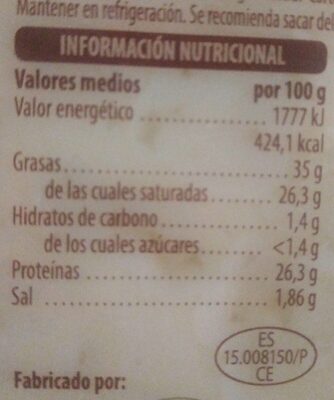 Mantener en refrigeración. Se recomienda sacar del
INFORMACIÓN NUTRICIONAL
Valores medios por 100 g
Valor energético 1777 kJ
424,1 kcal
Grasas 35 g
de las cuales saturadas 26,3 g
Hidratos de carbono 1,4 g
de los cuales azúcares <1,4 g
Proteínas 26,3 g
Sal 1,86 g
ES
15.008150/P
CE
Fabricado por: